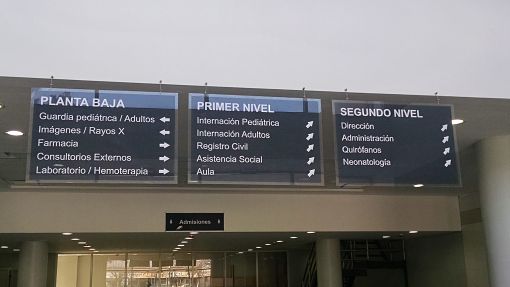 PLANTA BAJA
Guardia pediátrica / Adultos
Imágenes / Rayos X
Farmacia
Consultorios Externos
Laboratorio / Hemoterapia
PRIMER NIVEL
Internación Pediátrica
Internación Adultos
Registro Civil
Asistencia Social
Aula
SEGUNDO NIVEL
Dirección
Administración
Quirófanos
Neonatología
Admisiones